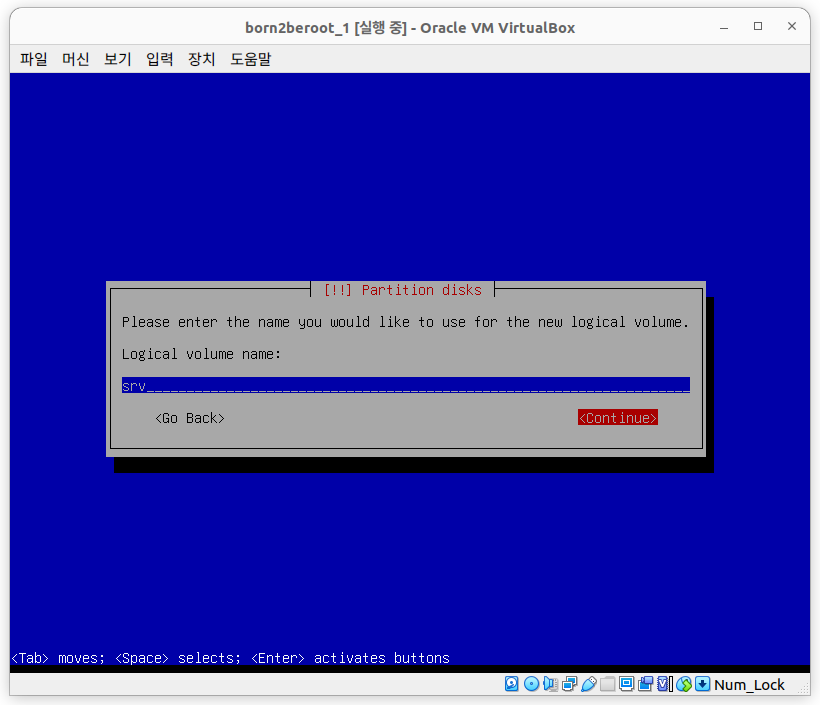 born2beroot_1 [실행 중] - Oracle VM VirtualBox
파일 머신 보기 입력 장치 도움말
[!!] Partition disks
Please enter the name you would like to use for the new logical volume.
Logical volume name:
srv
<Go Back> <Continue>
<Tab> moves; <Space> selects; <Enter> activates buttons
Num_Lock